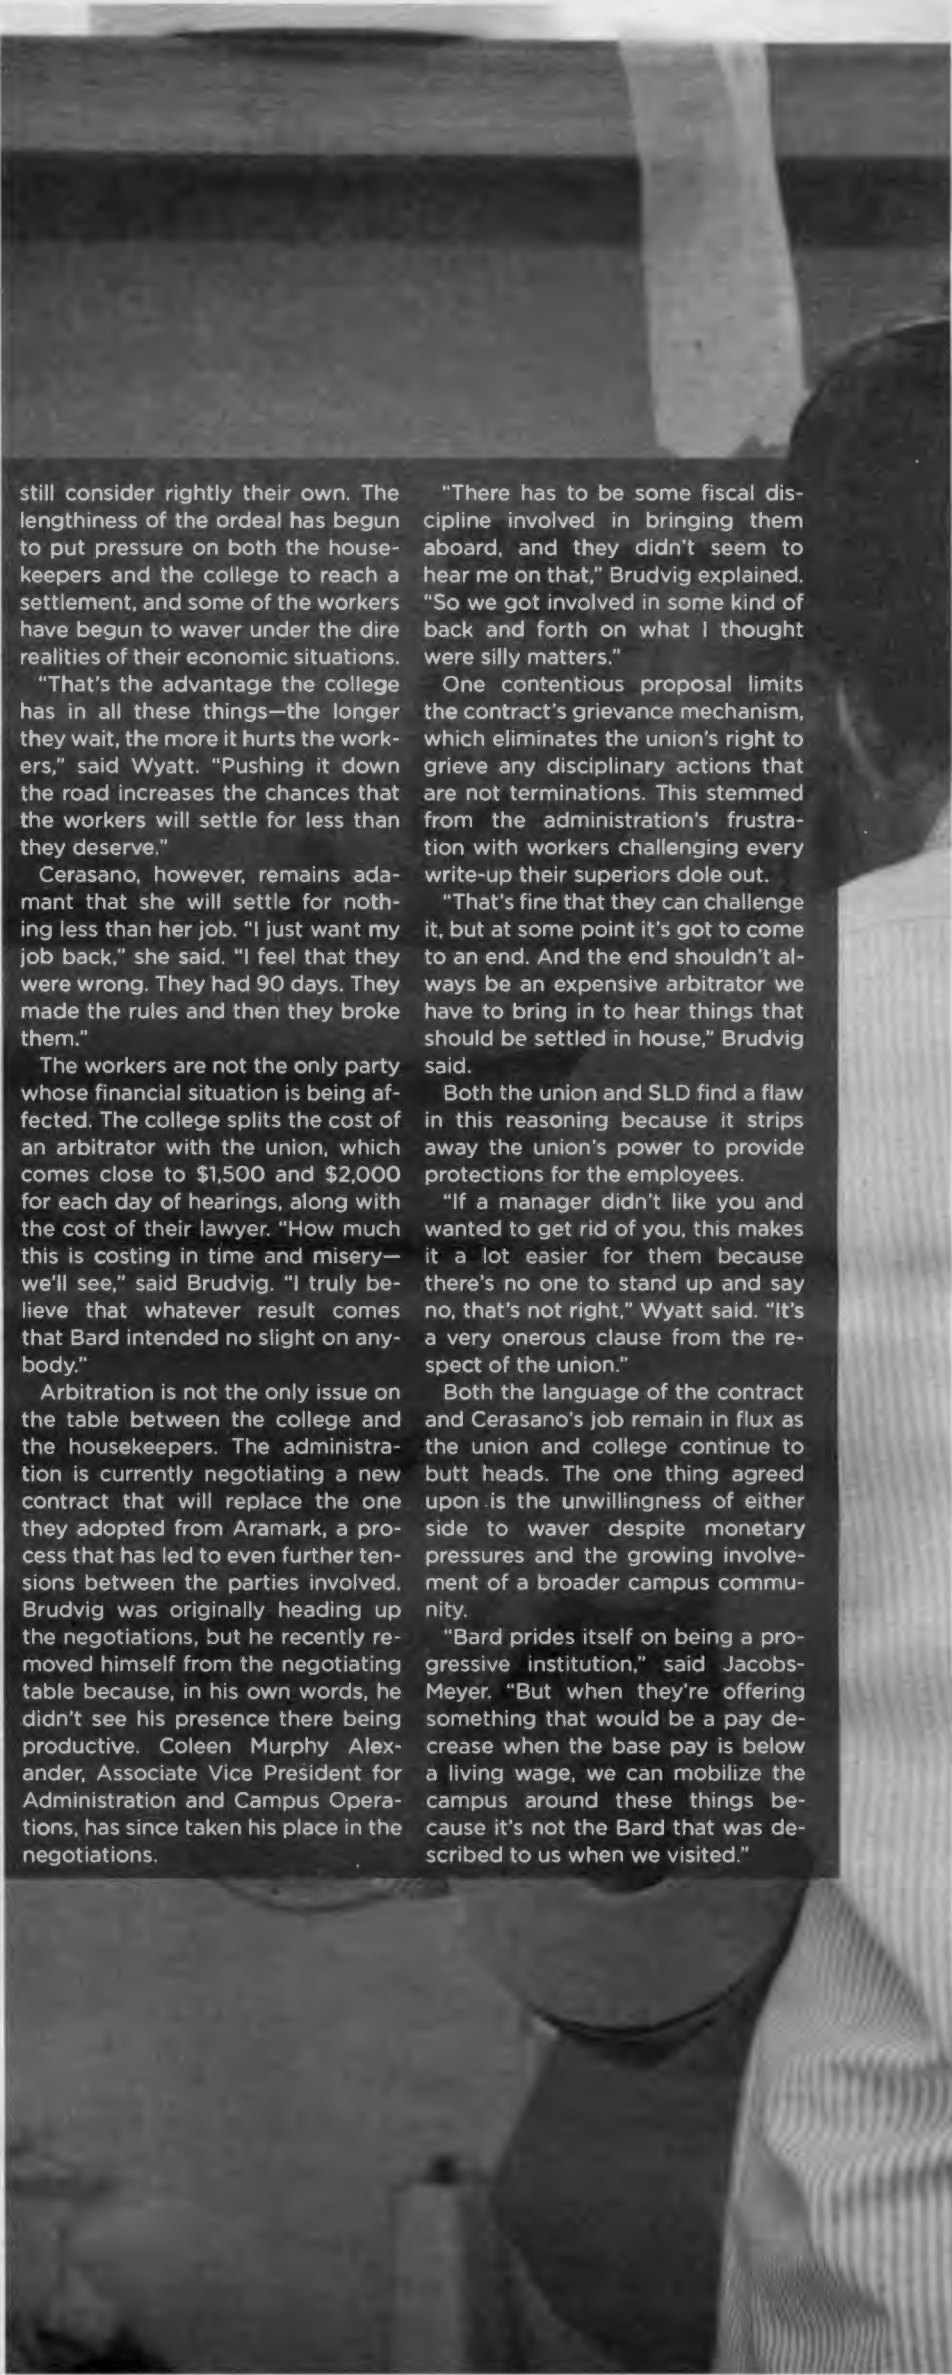 still consider rightly their own. The
lengthiness of the ordeal has begun
to put pressure on both the house-
keepers and the college to reach a
settlement, and some of the workers
have begun to waver under the dire
realities of their economic situations.
"That's the advantage the college
has in all these things—the longer
they wait, the more it hurts the work-
ers," said Wyatt. "Pushing it down
the road increases the chances that
the workers will settle for less than
they deserve."
Cerasano, however, remains ada-
mant that she will settle for noth-
ing less than her job. "I just want my
job back," she said. "I feel that they
were wrong. They had 90 days. They
made the rules and then they broke
them."
The workers are not the only party
whose financial situation is being af-
fected. The college splits the cost of
an arbitrator with the union, which
comes close to $1,500 and $2,000
for each day of hearings, along with
the cost of their lawyer. "How much
this is costing in time and misery—
we'll see," said Brudvig. "I truly be-
lieve that whatever result comes
that Bard intended no slight on any-
body."
Arbitration is not the only issue on
the table between the college and
the housekeepers. The administra-
tion is currently negotiating a new
contract that will replace the one
they adopted from Aramark, a pro-
cess that has led to even further ten-
sions between the parties involved.
Brudvig was originally heading up
the negotiations, but he recently re-
moved himself from the negotiating
table because, in his own words, he
didn't see his presence there being
productive. Coleen Murphy Alex-
ander, Associate Vice President for
Administration and Campus Opera-
tions, has since taken his place in the
negotiations.
"There has to be some fiscal dis-
cipline involved in bringing them
aboard, and they didn't seem to
hear me on that," Brudvig explained.
"So we got involved in some kind of
back and forth on what I thought
were silly matters."
One contentious proposal limits
the contract's grievance mechanism,
which eliminates the union's right to
grieve any disciplinary actions that
are not terminations. This stemmed
from the administration's frustra-
tion with workers challenging every
write-up their superiors dole out.
"That's fine that they can challenge
it, but at some point it's got to come
to an end. And the end shouldn't al-
ways be an expensive arbitrator we
have to bring in to hear things that
should be settled in house," Brudvig
said.
Both the union and SLD find a flaw
in this reasoning because it strips
away the union's power to provide
protections for the employees.
"If a manager didn't like you and
wanted to get rid of you, this makes
it a lot easier for them because
there's no one to stand up and say
no, that's not right," Wyatt said. "It's
a very onerous clause from the re-
spect of the union."
Both the language of the contract
and Cerasano's job remain in flux as
the union and college continue to
butt heads. The one thing agreed
upon is the unwillingness of either
side to waver despite monetary
pressures and the growing involve-
ment of a broader campus commu-
nity.
"Bard prides itself on being a pro-
gressive institution," said Jacobs-
Meyer. "But when they're offering
something that would be a pay de-
crease when the base pay is below
a living wage, we can mobilize the
campus around these things be-
cause it's not the Bard that was de-
scribed to us when we visited."